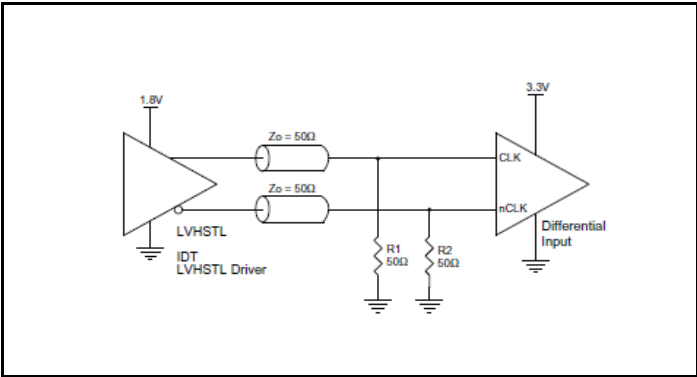 3.3V
1.8V
Zo = 50Ω
CLK
Zo = 50Ω
nCLK
LVHSTL
Differential
Input
IDT
LVHSTL Driver
R1
50Ω
R2
50Ω